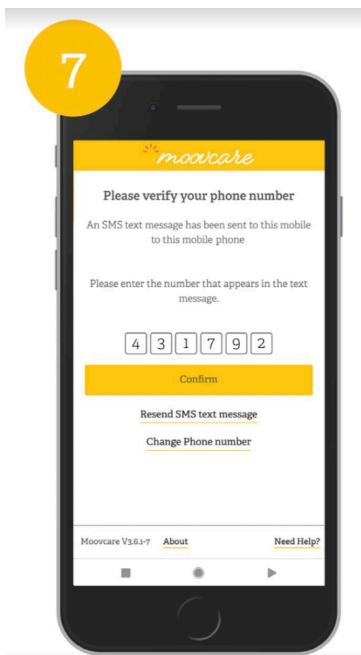 7
moovcare
Please verify your phone number
An SMS text message has been sent to this mobile
to this mobile phone
Please enter the number that appears in the text
message.
4 3 1 7 9 2
Confirm
Resend SMS text message
Change Phone number
Moovcare V3.6.1-7 About Need Help?